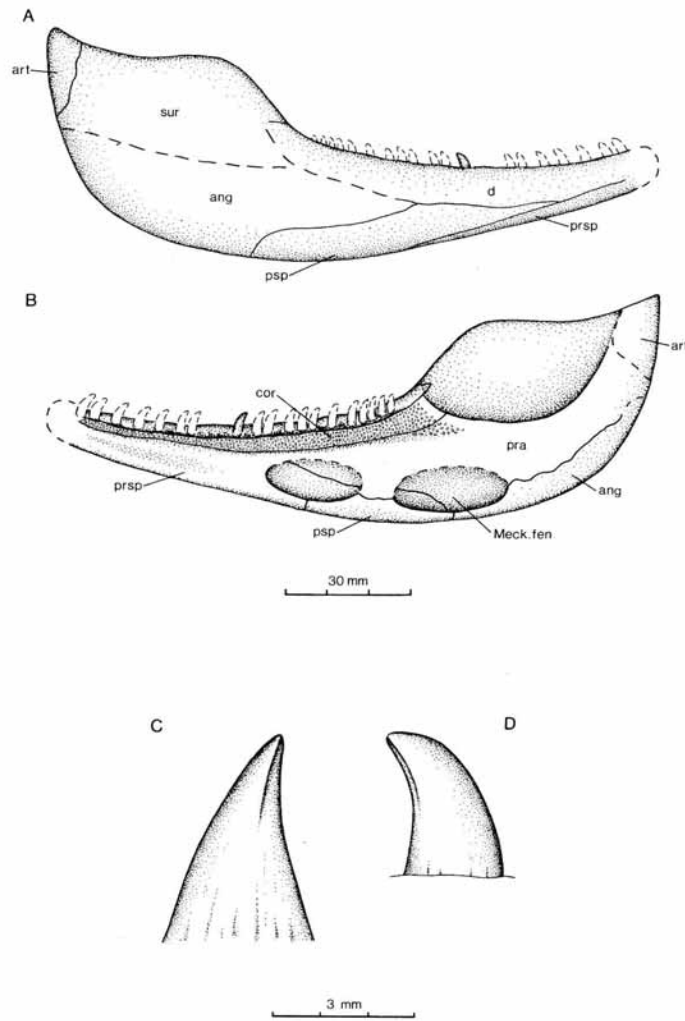 A
art
sur
ang
d
prsp
psp
B
cor
art
pra
prsp
ang
psp
Meck.fen
30 mm
C
D
3 mm